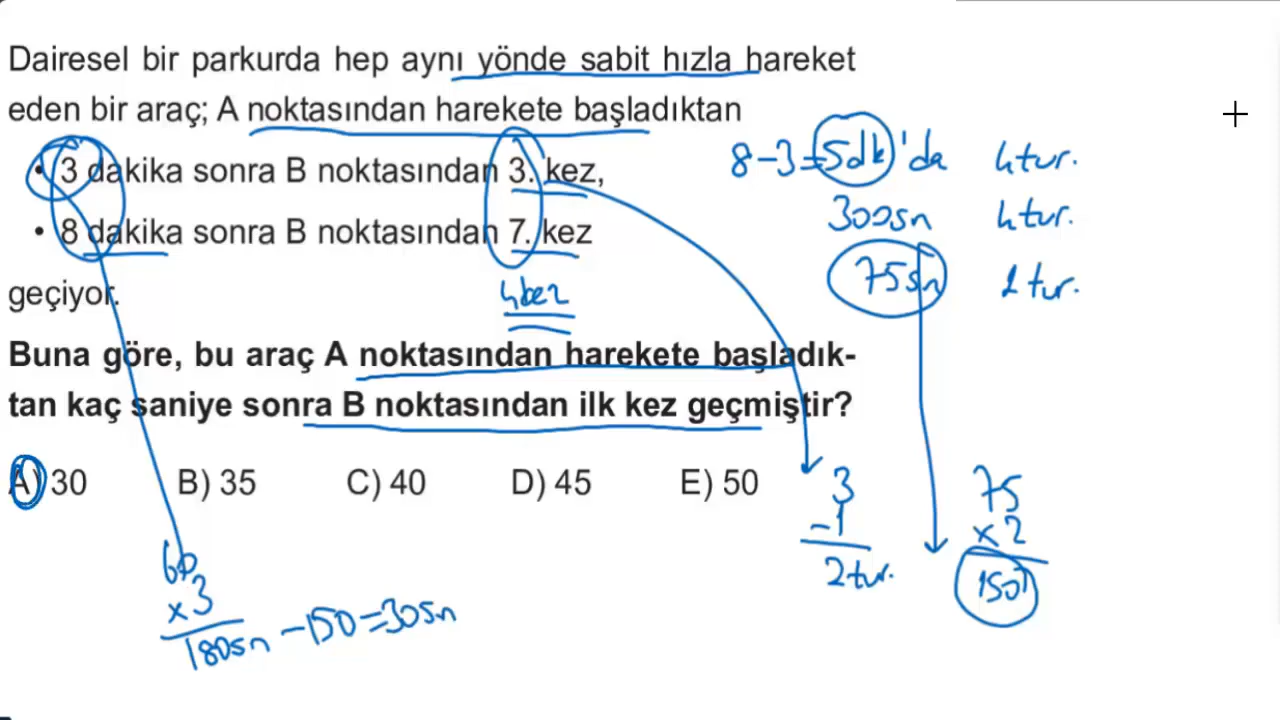 Dairesel bir parkurda hep aynı yönde sabit hızla hareket
eden bir araç; A noktasından harekete başladıktan
• 3 dakika sonra B noktasından 3. kez,
• 8 dakika sonra B noktasından 7. kez
geçiyor.
4kez
Buna göre, bu araç A noktasından harekete başladık-
tan kaç saniye sonra B noktasından ilk kez geçmiştir?
A) 30 B) 35 C) 40 D) 45 E) 50
8-3=5dk'da 4tur.
300sn 4tur.
75sn 1tur.
3
-1
2tur.
75
x2
150
60
x3
180sn -150=30sn